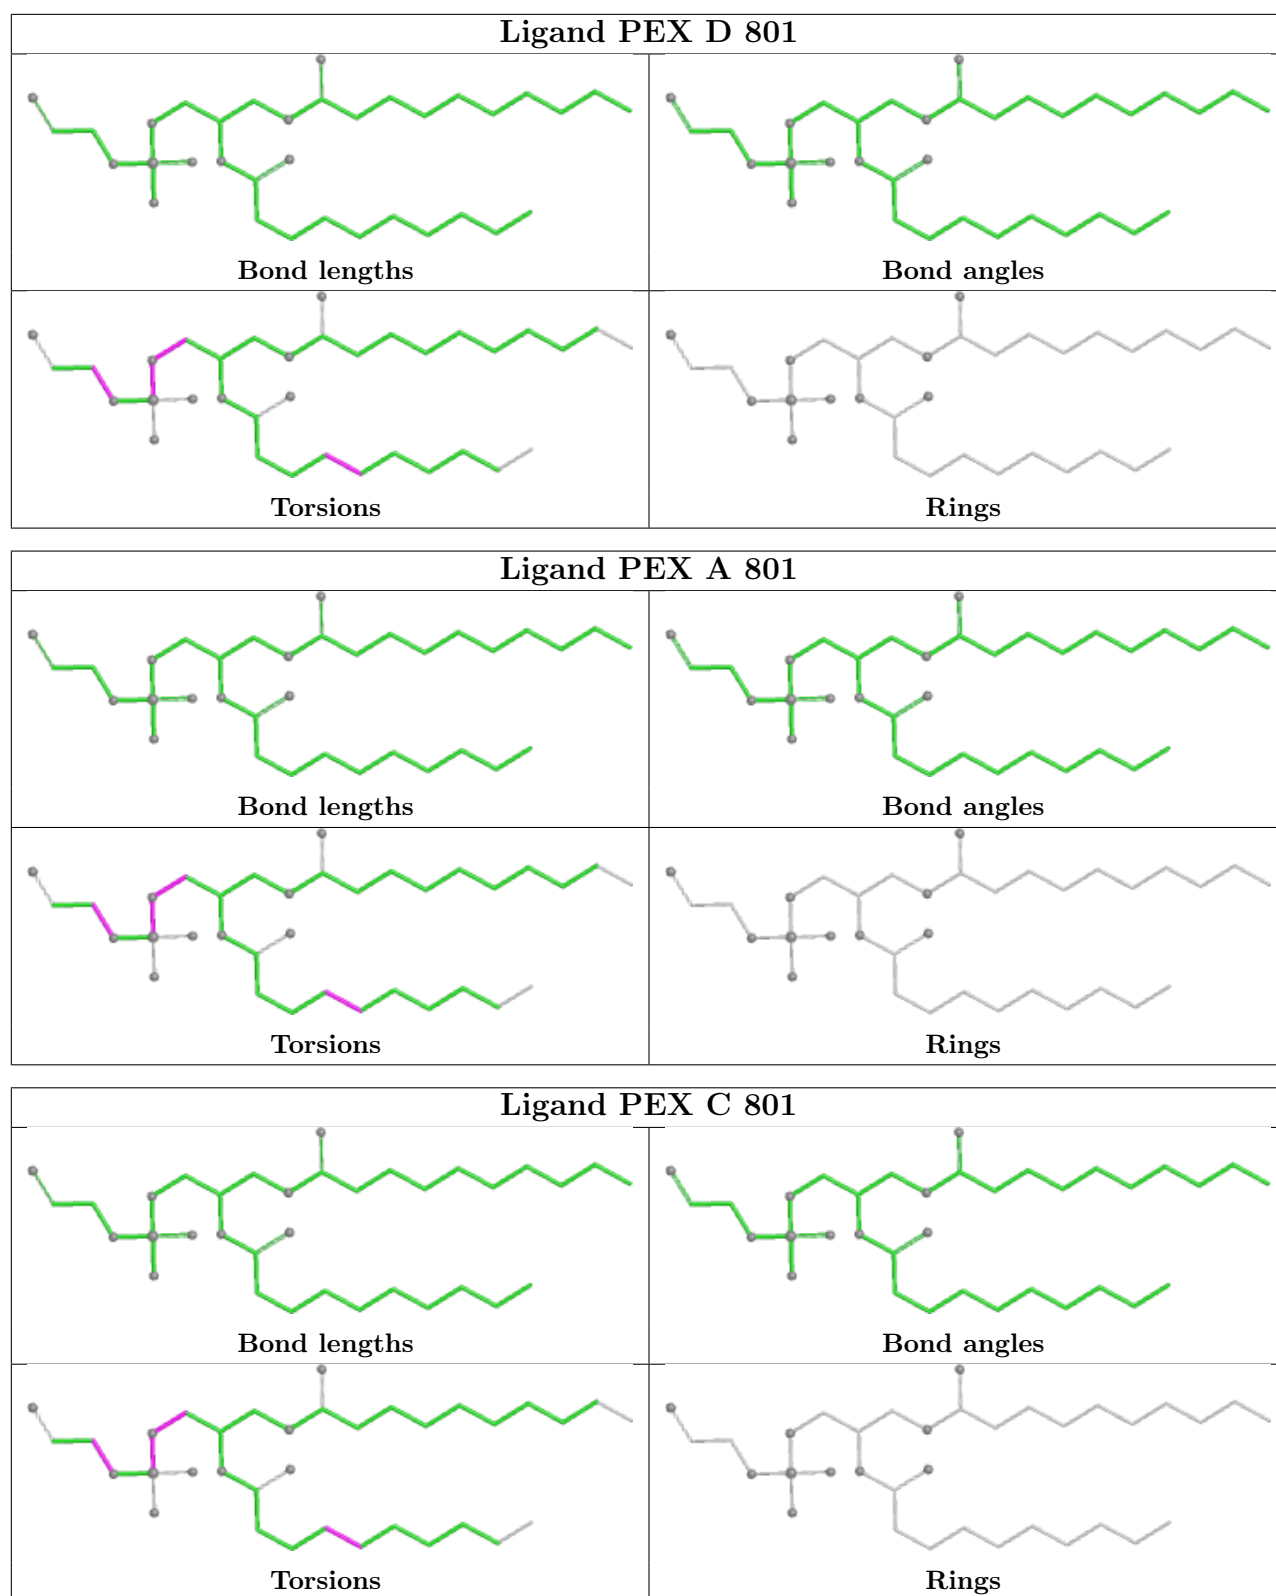 Ligand PEX D 801
Bond lengths
Bond angles
Torsions
Rings
Ligand PEX A 801
Bond lengths
Bond angles
Torsions
Rings
Ligand PEX C 801
Bond lengths
Bond angles
Torsions
Rings